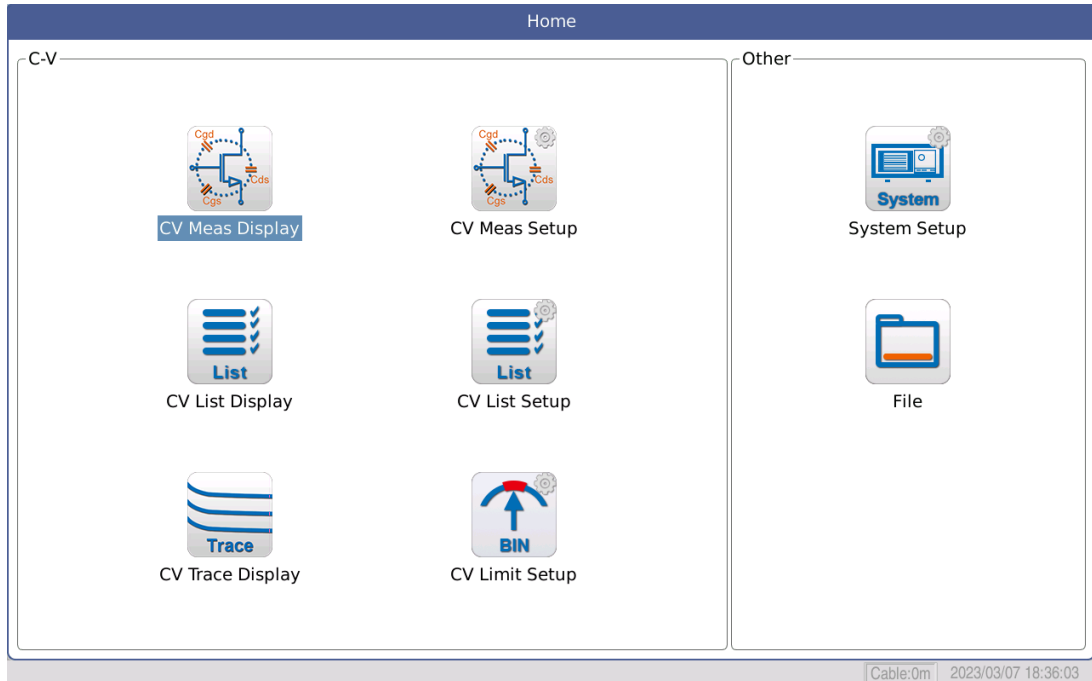 Home
C-V
Other
Cgd
Cds
Cgs
CV Meas Display
Cgd
Cds
Cgs
CV Meas Setup
System
System Setup
List
CV List Display
List
CV List Setup
File
Trace
CV Trace Display
BIN
CV Limit Setup
Cable:0m 2023/03/07 18:36:03